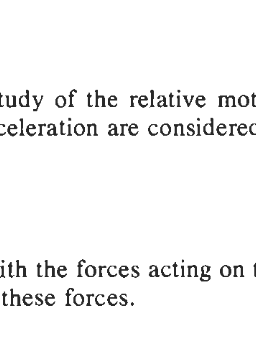 tudy of the relative mot
celeration are considered
ith the forces acting on t
these forces.